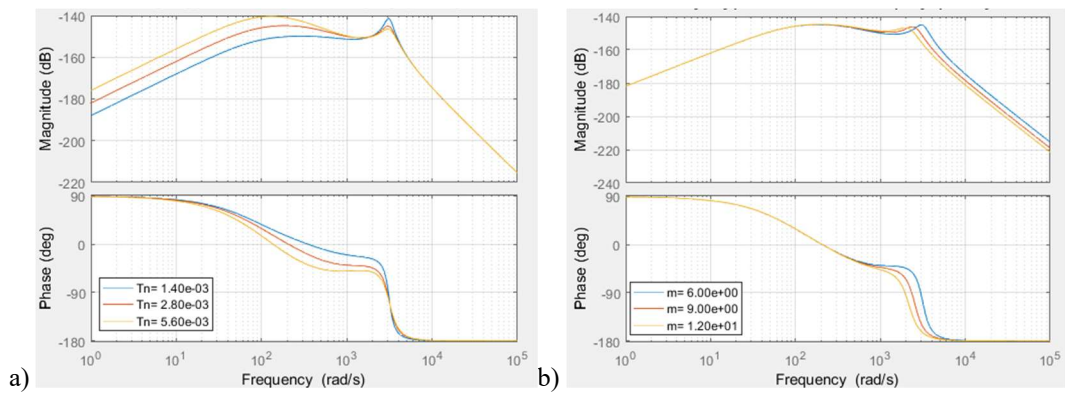 a)
Magnitude (dB)
-140
-160
-180
-200
-220
Phase (deg)
90
0
-90
-180
Tn= 1.40e-03
Tn= 2.80e-03
Tn= 5.60e-03
10^0 10^1 10^2 10^3 10^4 10^5
Frequency (rad/s)
b)
Magnitude (dB)
-140
-160
-180
-200
-220
-240
Phase (deg)
90
0
-90
-180
m= 6.00e+00
m= 9.00e+00
m= 1.20e+01
10^0 10^1 10^2 10^3 10^4 10^5
Frequency (rad/s)